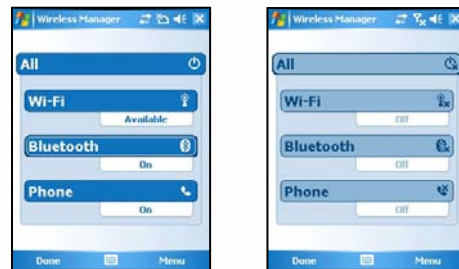 Wireless Manager
All
Wi-Fi
Available
Bluetooth
On
Phone
On
Done Menu
Wireless Manager
All
Wi-Fi
Off
Bluetooth
Off
Phone
Off
Done Menu